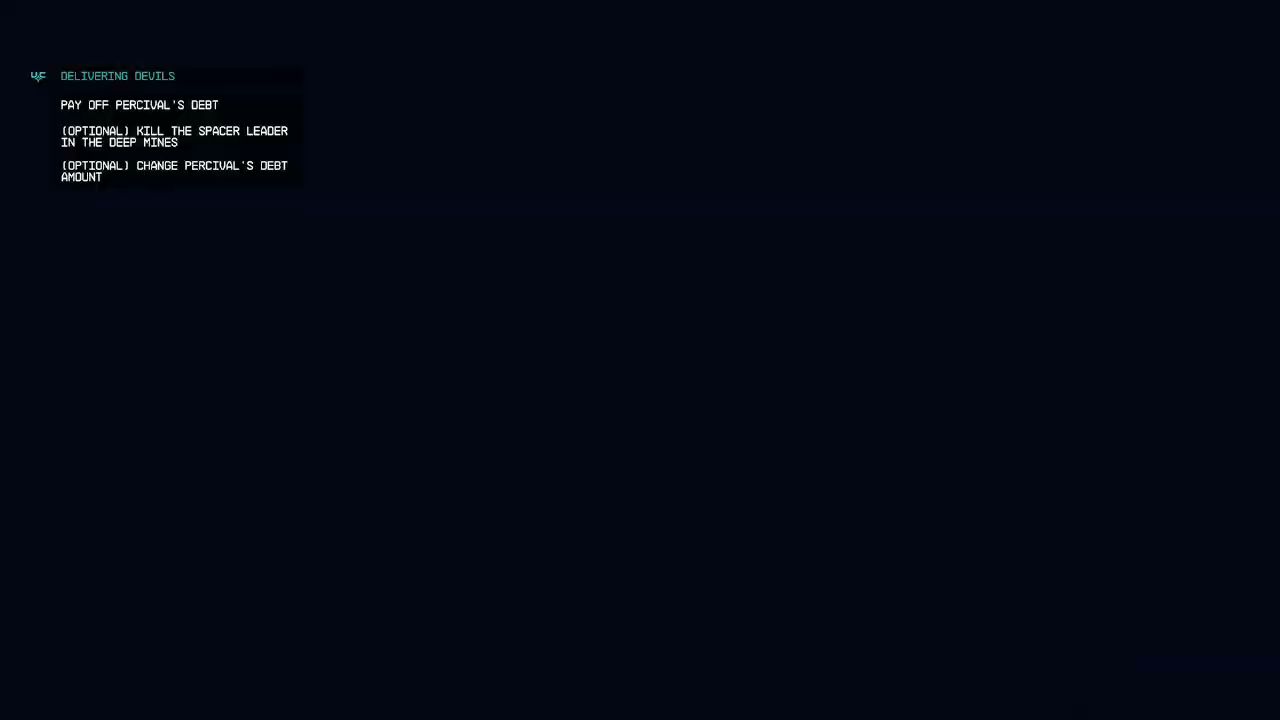 DELIVERING DEVILS
PAY OFF PERCIVAL'S DEBT
(OPTIONAL) KILL THE SPACER LEADER
IN THE DEEP MINES
(OPTIONAL) CHANGE PERCIVAL'S DEBT
AMOUNT